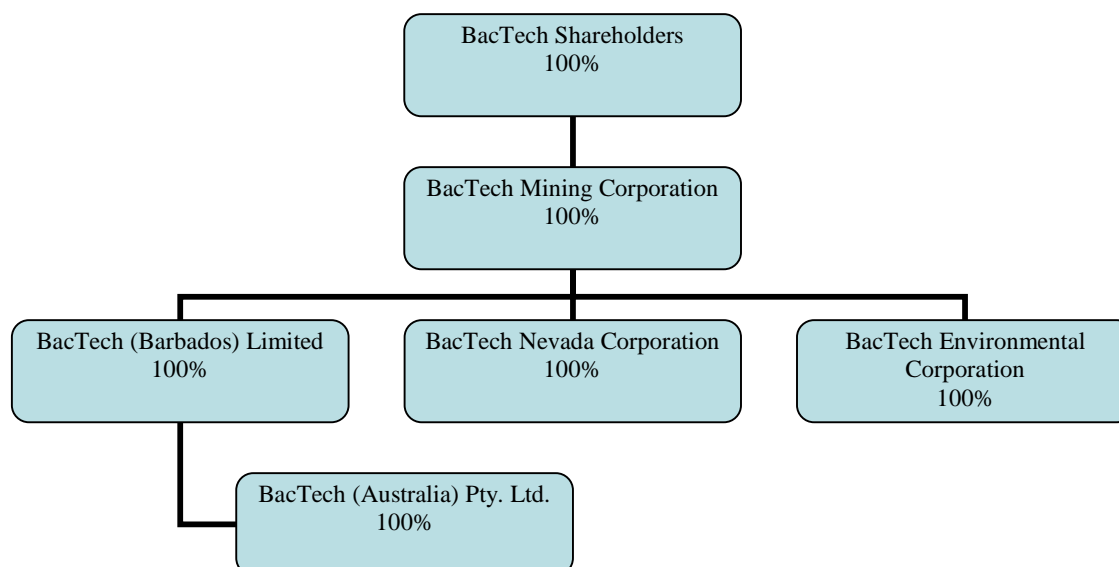 BacTech Shareholders
100%
BacTech Mining Corporation
100%
BacTech (Barbados) Limited
100%
BacTech Nevada Corporation
100%
BacTech Environmental
Corporation
100%
BacTech (Australia) Pty. Ltd.
100%